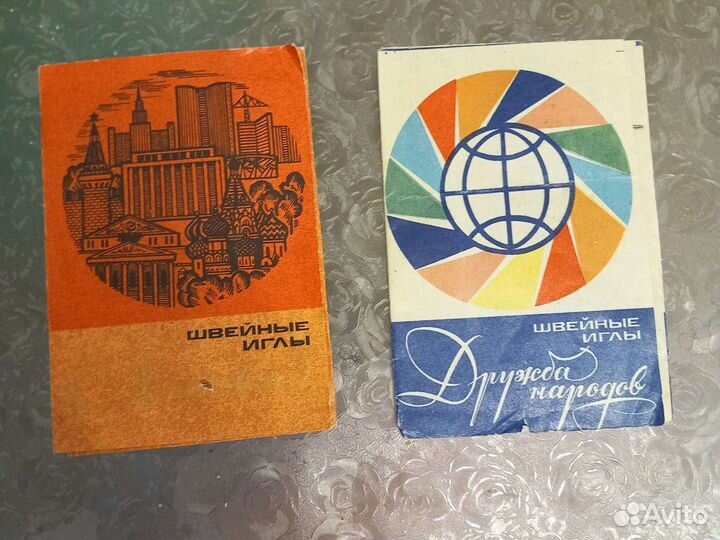 ШВЕЙНЫЕ
ИГЛЫ
ШВЕЙНЫЕ
ИГЛЫ
Дружба
народов
Avito